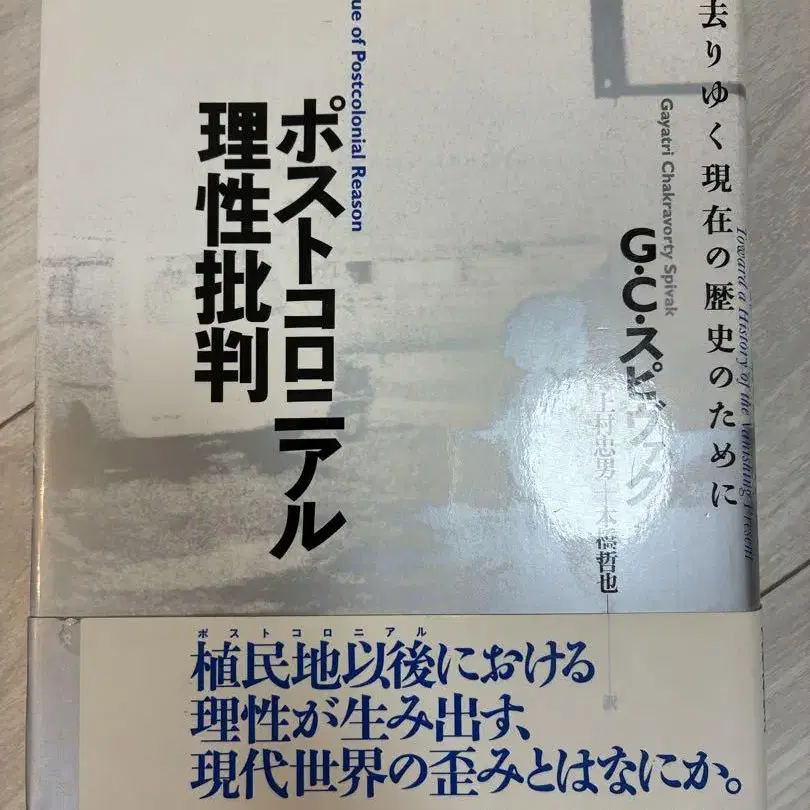 ue of Postcolonial Reason
ポストコロニアル
理性批判
去りゆく現在の歴史のために
Toward a History of the Vanishing Present
Gayatri Chakravorty Spivak
G・C・スピヴァク
上村忠男+本橋哲也
訳
ポストコロニアル
植民地以後における
理性が生み出す、
現代世界の歪みとはなにか。